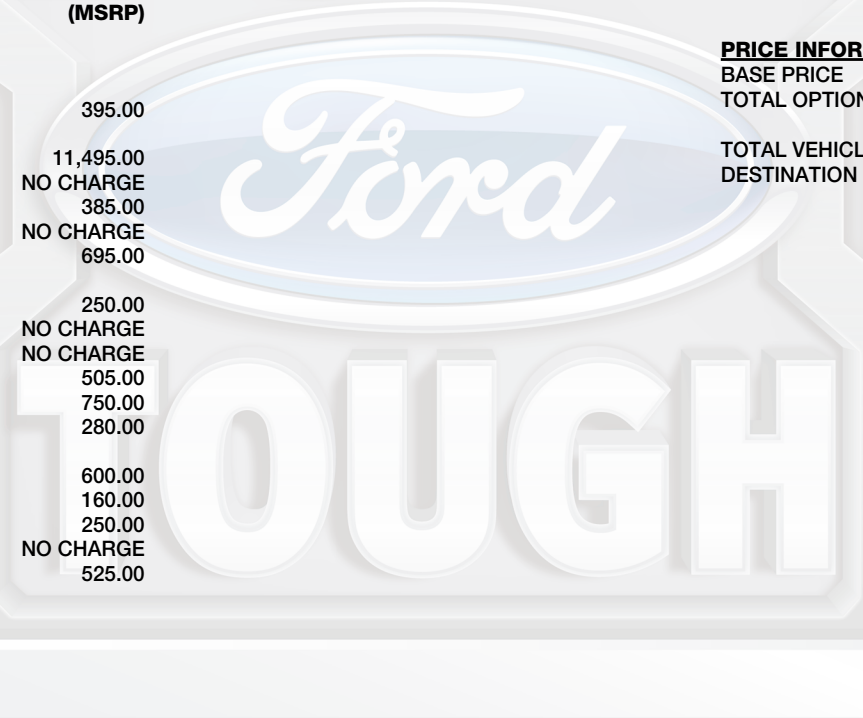 (MSRP)
395.00
11,495.00
NO CHARGE
385.00
NO CHARGE
695.00
250.00
NO CHARGE
NO CHARGE
505.00
750.00
280.00
600.00
160.00
250.00
NO CHARGE
525.00
PRICE INFOR
BASE PRICE
TOTAL OPTION
TOTAL VEHICL
DESTINATION
Ford
TOUGH